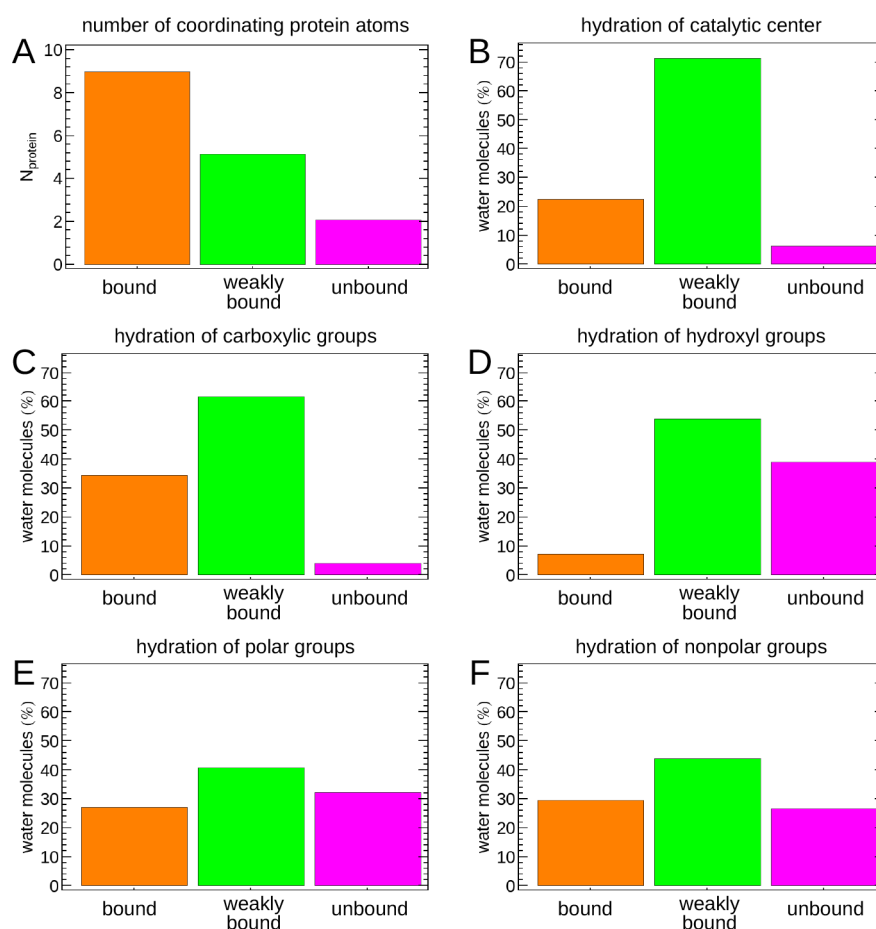 A
number of coordinating protein atoms
N_protein
10
8
6
4
2
0
bound
weakly
bound
unbound
B
hydration of catalytic center
water molecules (%)
70
60
50
40
30
20
10
0
bound
weakly
bound
unbound
C
hydration of carboxylic groups
water molecules (%)
70
60
50
40
30
20
10
0
bound
weakly
bound
unbound
D
hydration of hydroxyl groups
water molecules (%)
70
60
50
40
30
20
10
0
bound
weakly
bound
unbound
E
hydration of polar groups
water molecules (%)
70
60
50
40
30
20
10
0
bound
weakly
bound
unbound
F
hydration of nonpolar groups
water molecules (%)
70
60
50
40
30
20
10
0
bound
weakly
bound
unbound